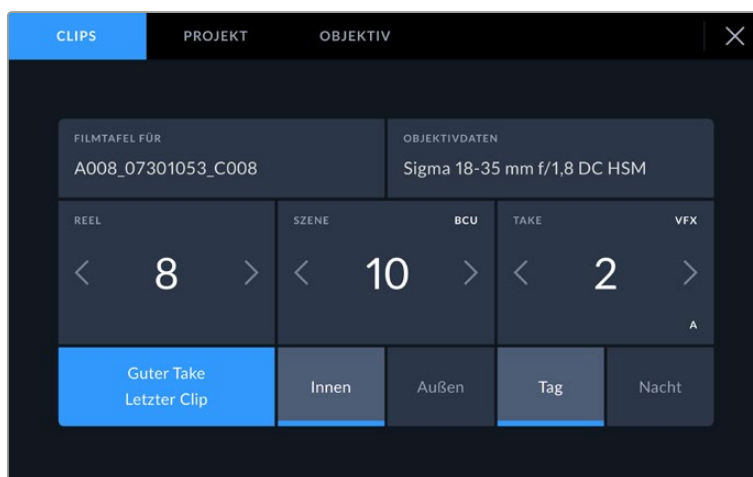 CLIPS PROJEKT OBJEKTIV
FILMTAFEL FÜR OBJEKTIVDATEN
A008_07301053_C008 Sigma 18-35 mm f/1,8 DC HSM
REEL SZENE BCU TAKE VFX
8 10 2
A
Guter Take
Letzter Clip
Innen Außen Tag Nacht